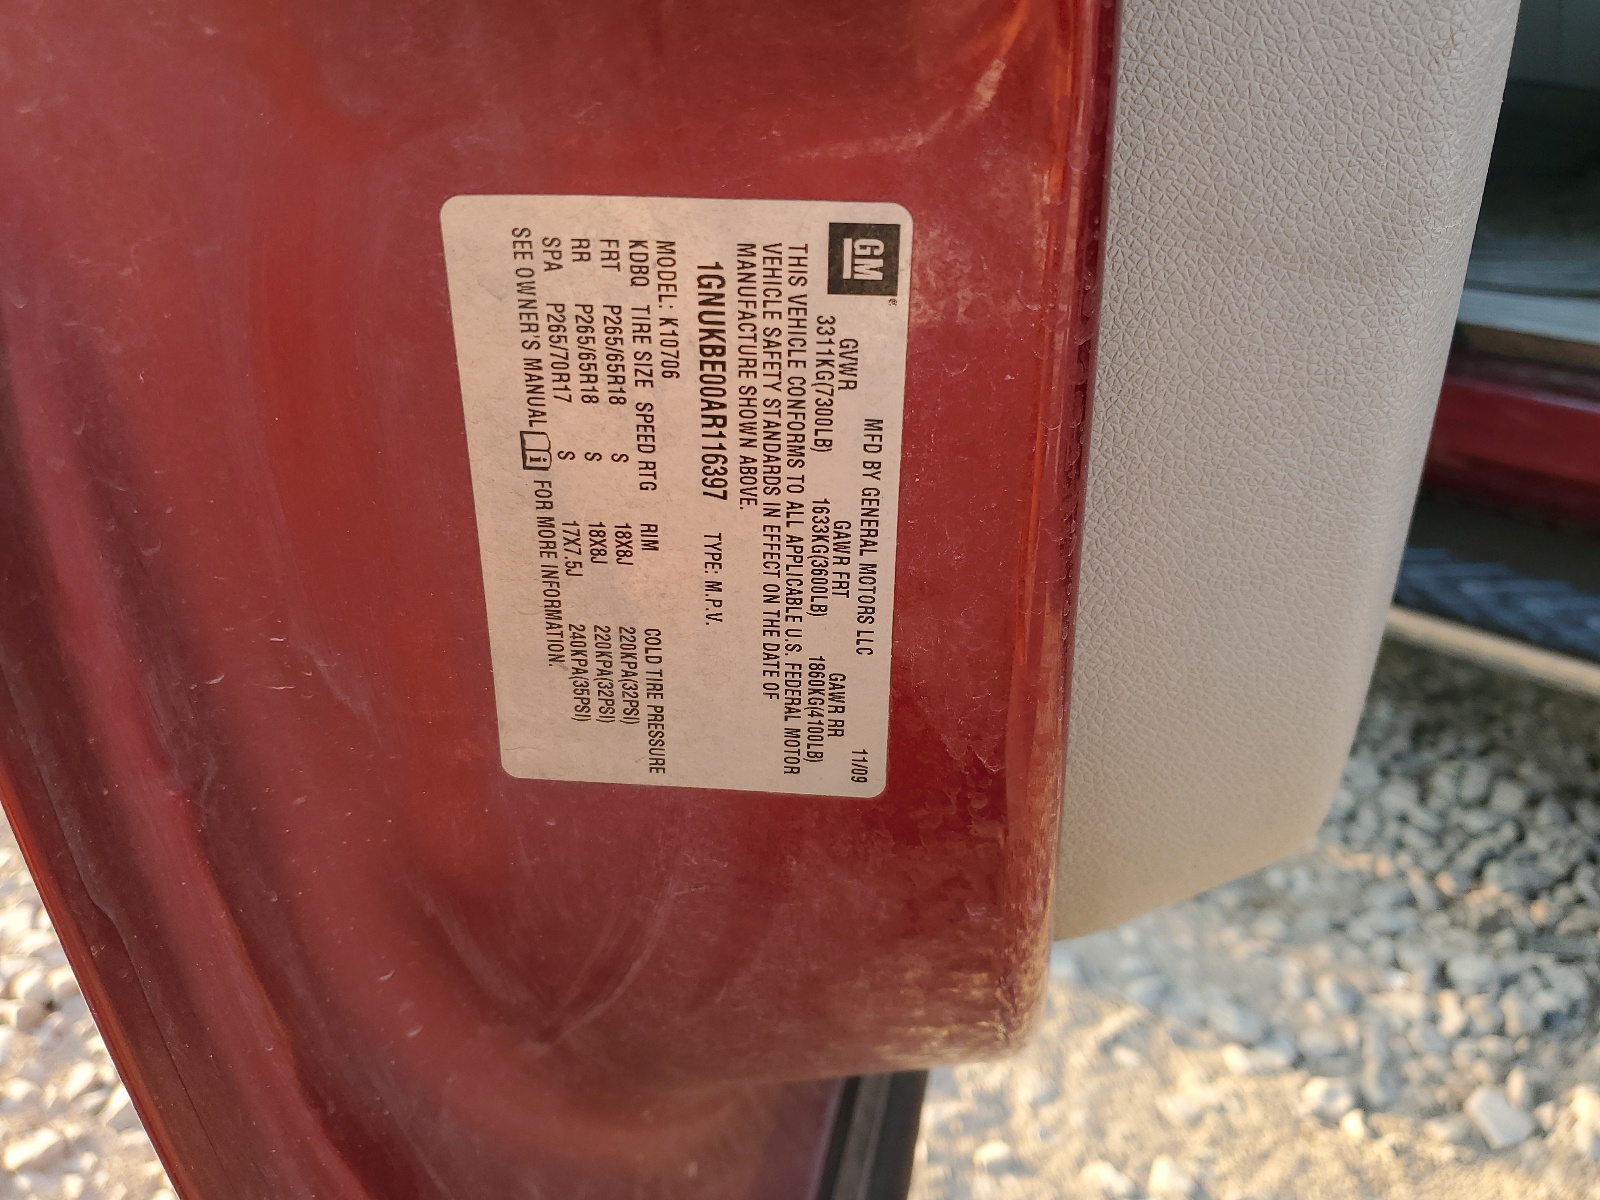 GM®
MFD BY GENERAL MOTORS LLC 11/09
GVWR GAWR FRT GAWR RR
3311KG(7300LB) 1633KG(3600LB) 1860KG(4100LB)
THIS VEHICLE CONFORMS TO ALL APPLICABLE U.S. FEDERAL MOTOR
VEHICLE SAFETY STANDARDS IN EFFECT ON THE DATE OF
MANUFACTURE SHOWN ABOVE.
1GNUKBE00AR116397 TYPE: M.P.V.
MODEL: K10706
KDBQ TIRE SIZE SPEED RTG RIM COLD TIRE PRESSURE
FRT P265/65R18 S 18X8J 220KPA(32PSI)
RR P265/65R18 S 18X8J 220KPA(32PSI)
SPA P265/70R17 S 17X7.5J 240KPA(35PSI)
SEE OWNER'S MANUAL i FOR MORE INFORMATION.